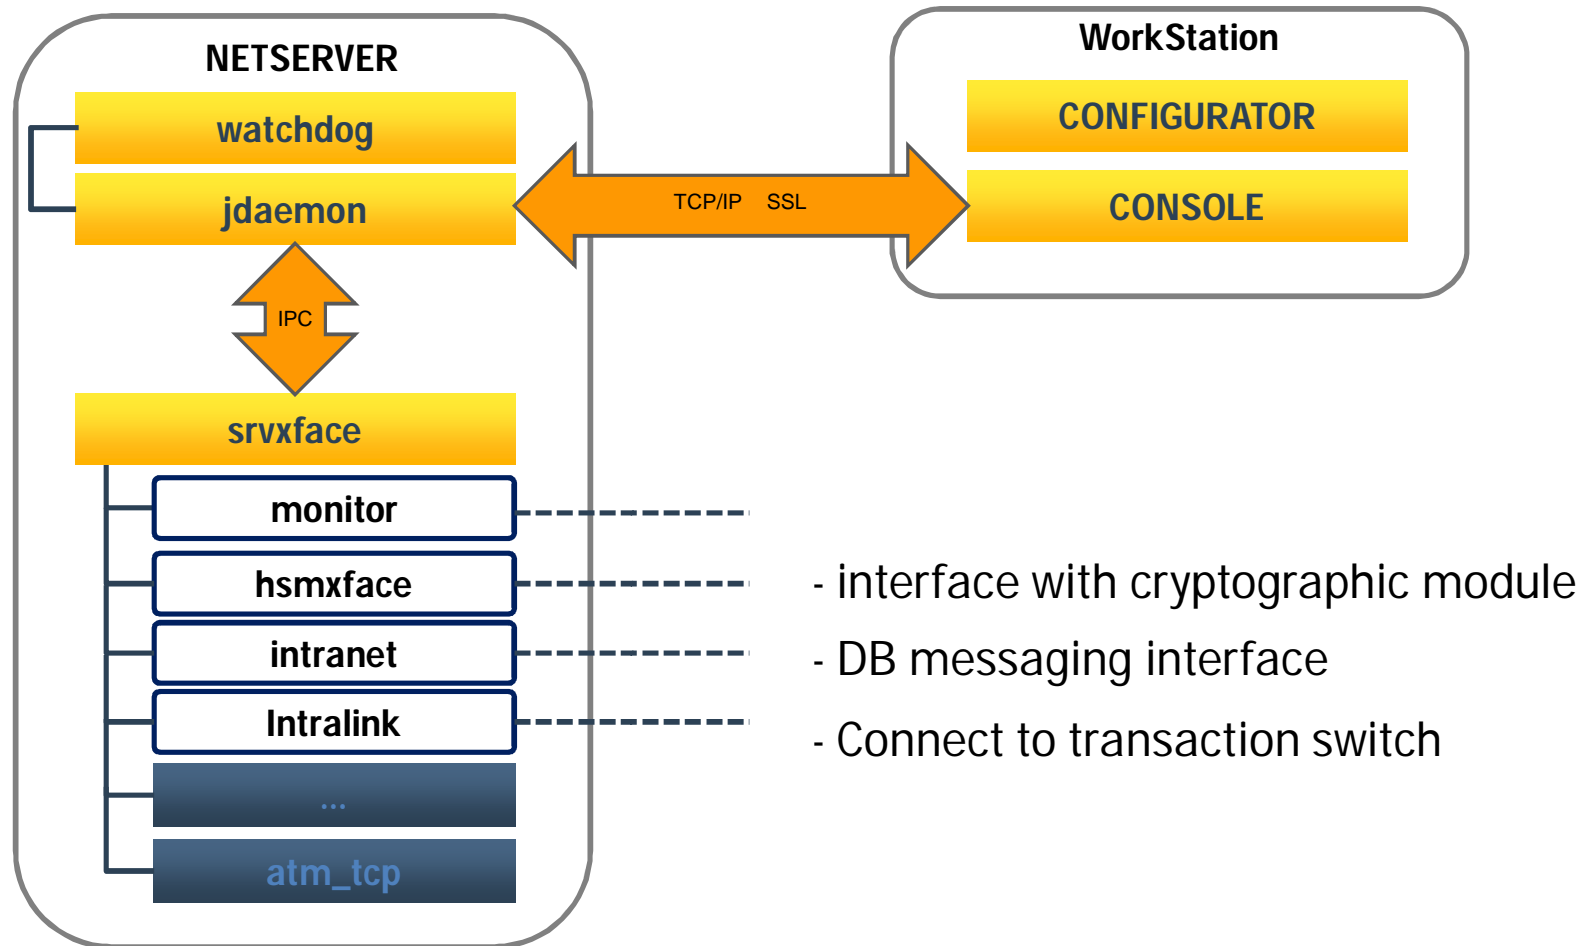 NETSERVER
watchdog
jdaemon
IPC
srvxface
monitor
hsmxface
intranet
Intralink
...
atm_tcp
TCP/IP SSL
WorkStation
CONFIGURATOR
CONSOLE
- interface with cryptographic module
- DB messaging interface
- Connect to transaction switch